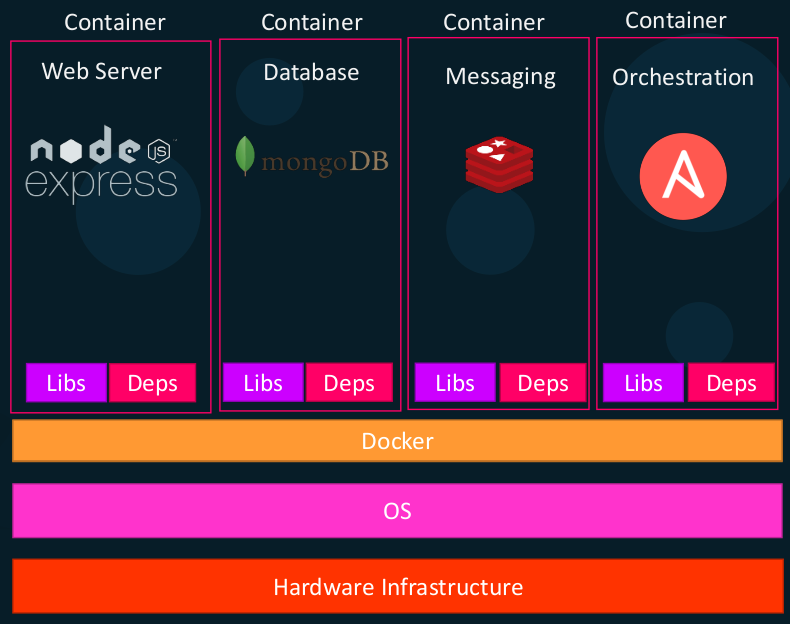 Container
Container
Container
Container
Web Server
Database
Messaging
Orchestration
node JS
express
mongoDB
Libs
Deps
Libs
Deps
Libs
Deps
Libs
Deps
Docker
OS
Hardware Infrastructure